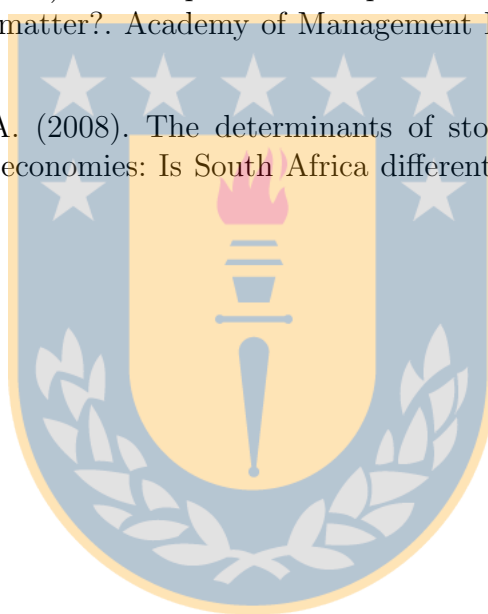 matter?. Academy of Management
A. (2008). The determinants of sto
economies: Is South Africa different